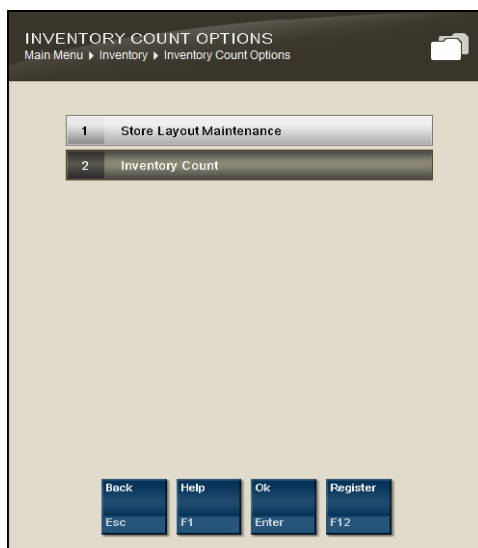 INVENTORY COUNT OPTIONS
Main Menu ▸ Inventory ▸ Inventory Count Options
1 Store Layout Maintenance
2 Inventory Count
Back Help Ok Register
Esc F1 Enter F12